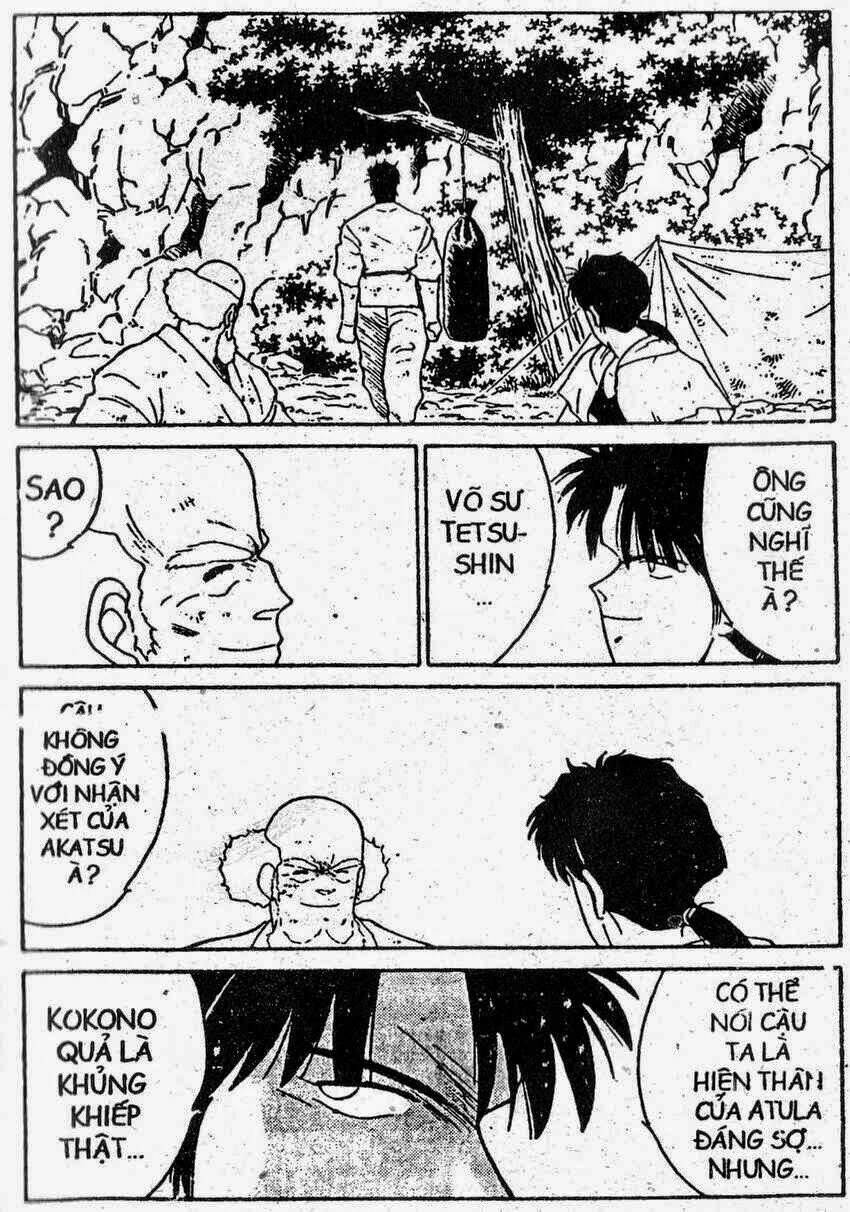 ÔNG
CŨNG
NGHĨ
THẾ
À?
VÕ SƯ
TETSU-
SHIN
...
SAO
?
CẬU
KHÔNG
ĐỒNG Ý
VỚI NHẬN
XÉT CỦA
AKATSU
À?
CÓ THỂ
NÓI CẬU
TA LÀ
HIỆN THÂN
CỦA ATULA
ĐÁNG SỢ...
NHƯNG...
KOKONO
QUẢ LÀ
KHỦNG
KHIẾP
THẬT...